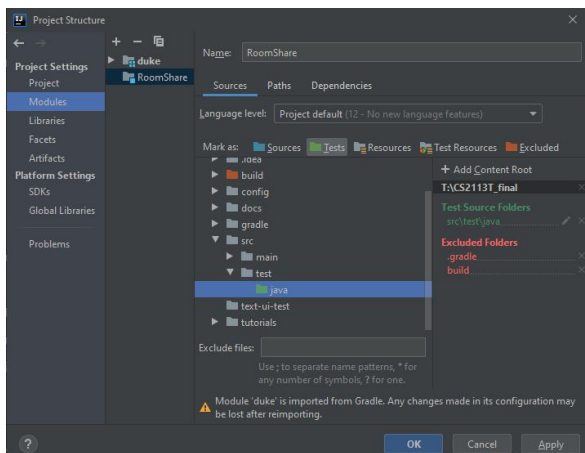 Project Structure
Project Settings
Project
Modules
Libraries
Facets
Artifacts
Platform Settings
SDKs
Global Libraries
Problems
duke
RoomShare
Name: RoomShare
Sources Paths Dependencies
Language level: Project default (12 - No new language features)
Mark as: Sources Tests Resources Test Resources Excluded
.idea
build
config
docs
gradle
src
main
test
java
text-ui-test
tutorials
+ Add Content Root
T:\CS2113T_final
Test Source Folders
src\test\java
Excluded Folders
.gradle
build
Exclude files:
Use ; to separate name patterns, * for
any number of symbols, ? for one.
Module 'duke' is imported from Gradle. Any changes made in its configuration may
be lost after reimporting.
? OK Cancel Apply